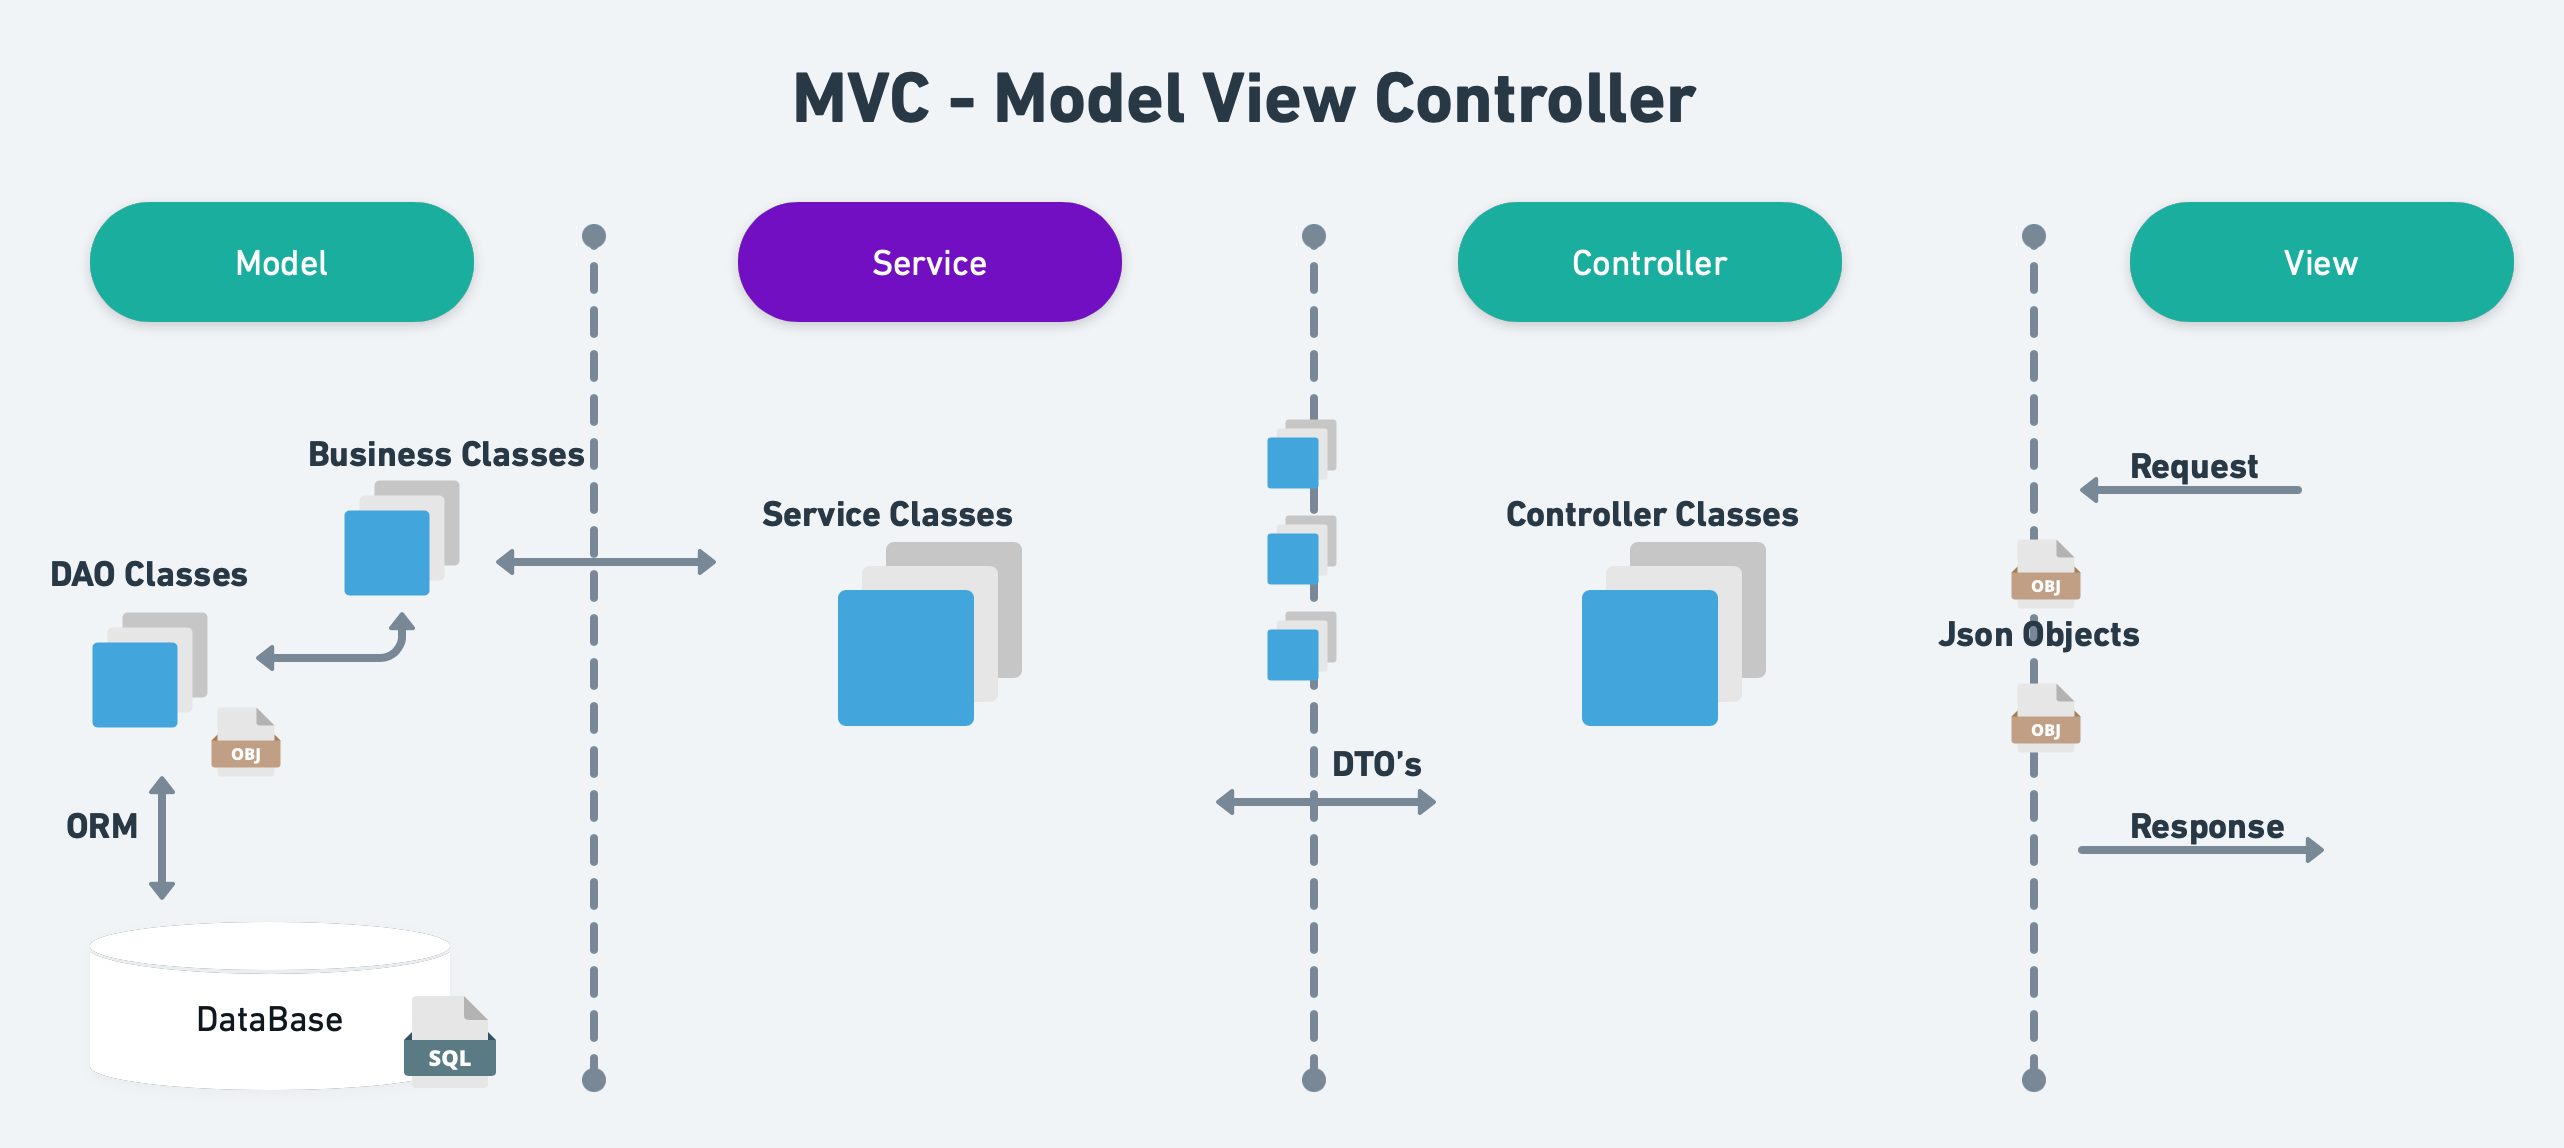 MVC - Model View Controller
Model
Service
Controller
View
Business Classes
DAO Classes
OBJ
ORM
DataBase
SQL
Service Classes
DTO’s
Controller Classes
Request
OBJ
Json Objects
OBJ
Response